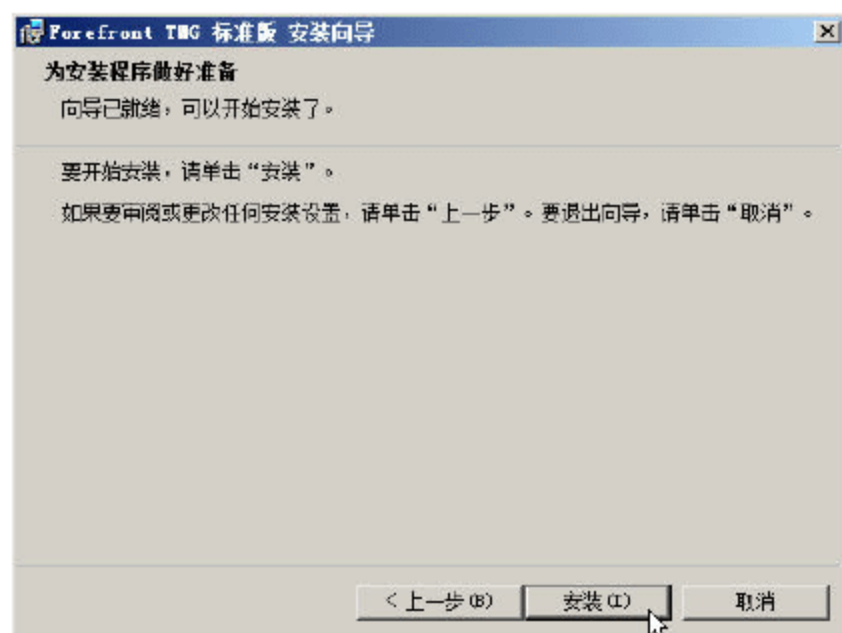 Forefront TMG 标准版 安装向导
为安装程序做好准备
向导已就绪，可以开始安装了。
要开始安装，请单击“安装”。
如果要审阅或更改任何安装设置，请单击“上一步”。要退出向导，请单击“取消”。
< 上一步(B) 安装(I) 取消